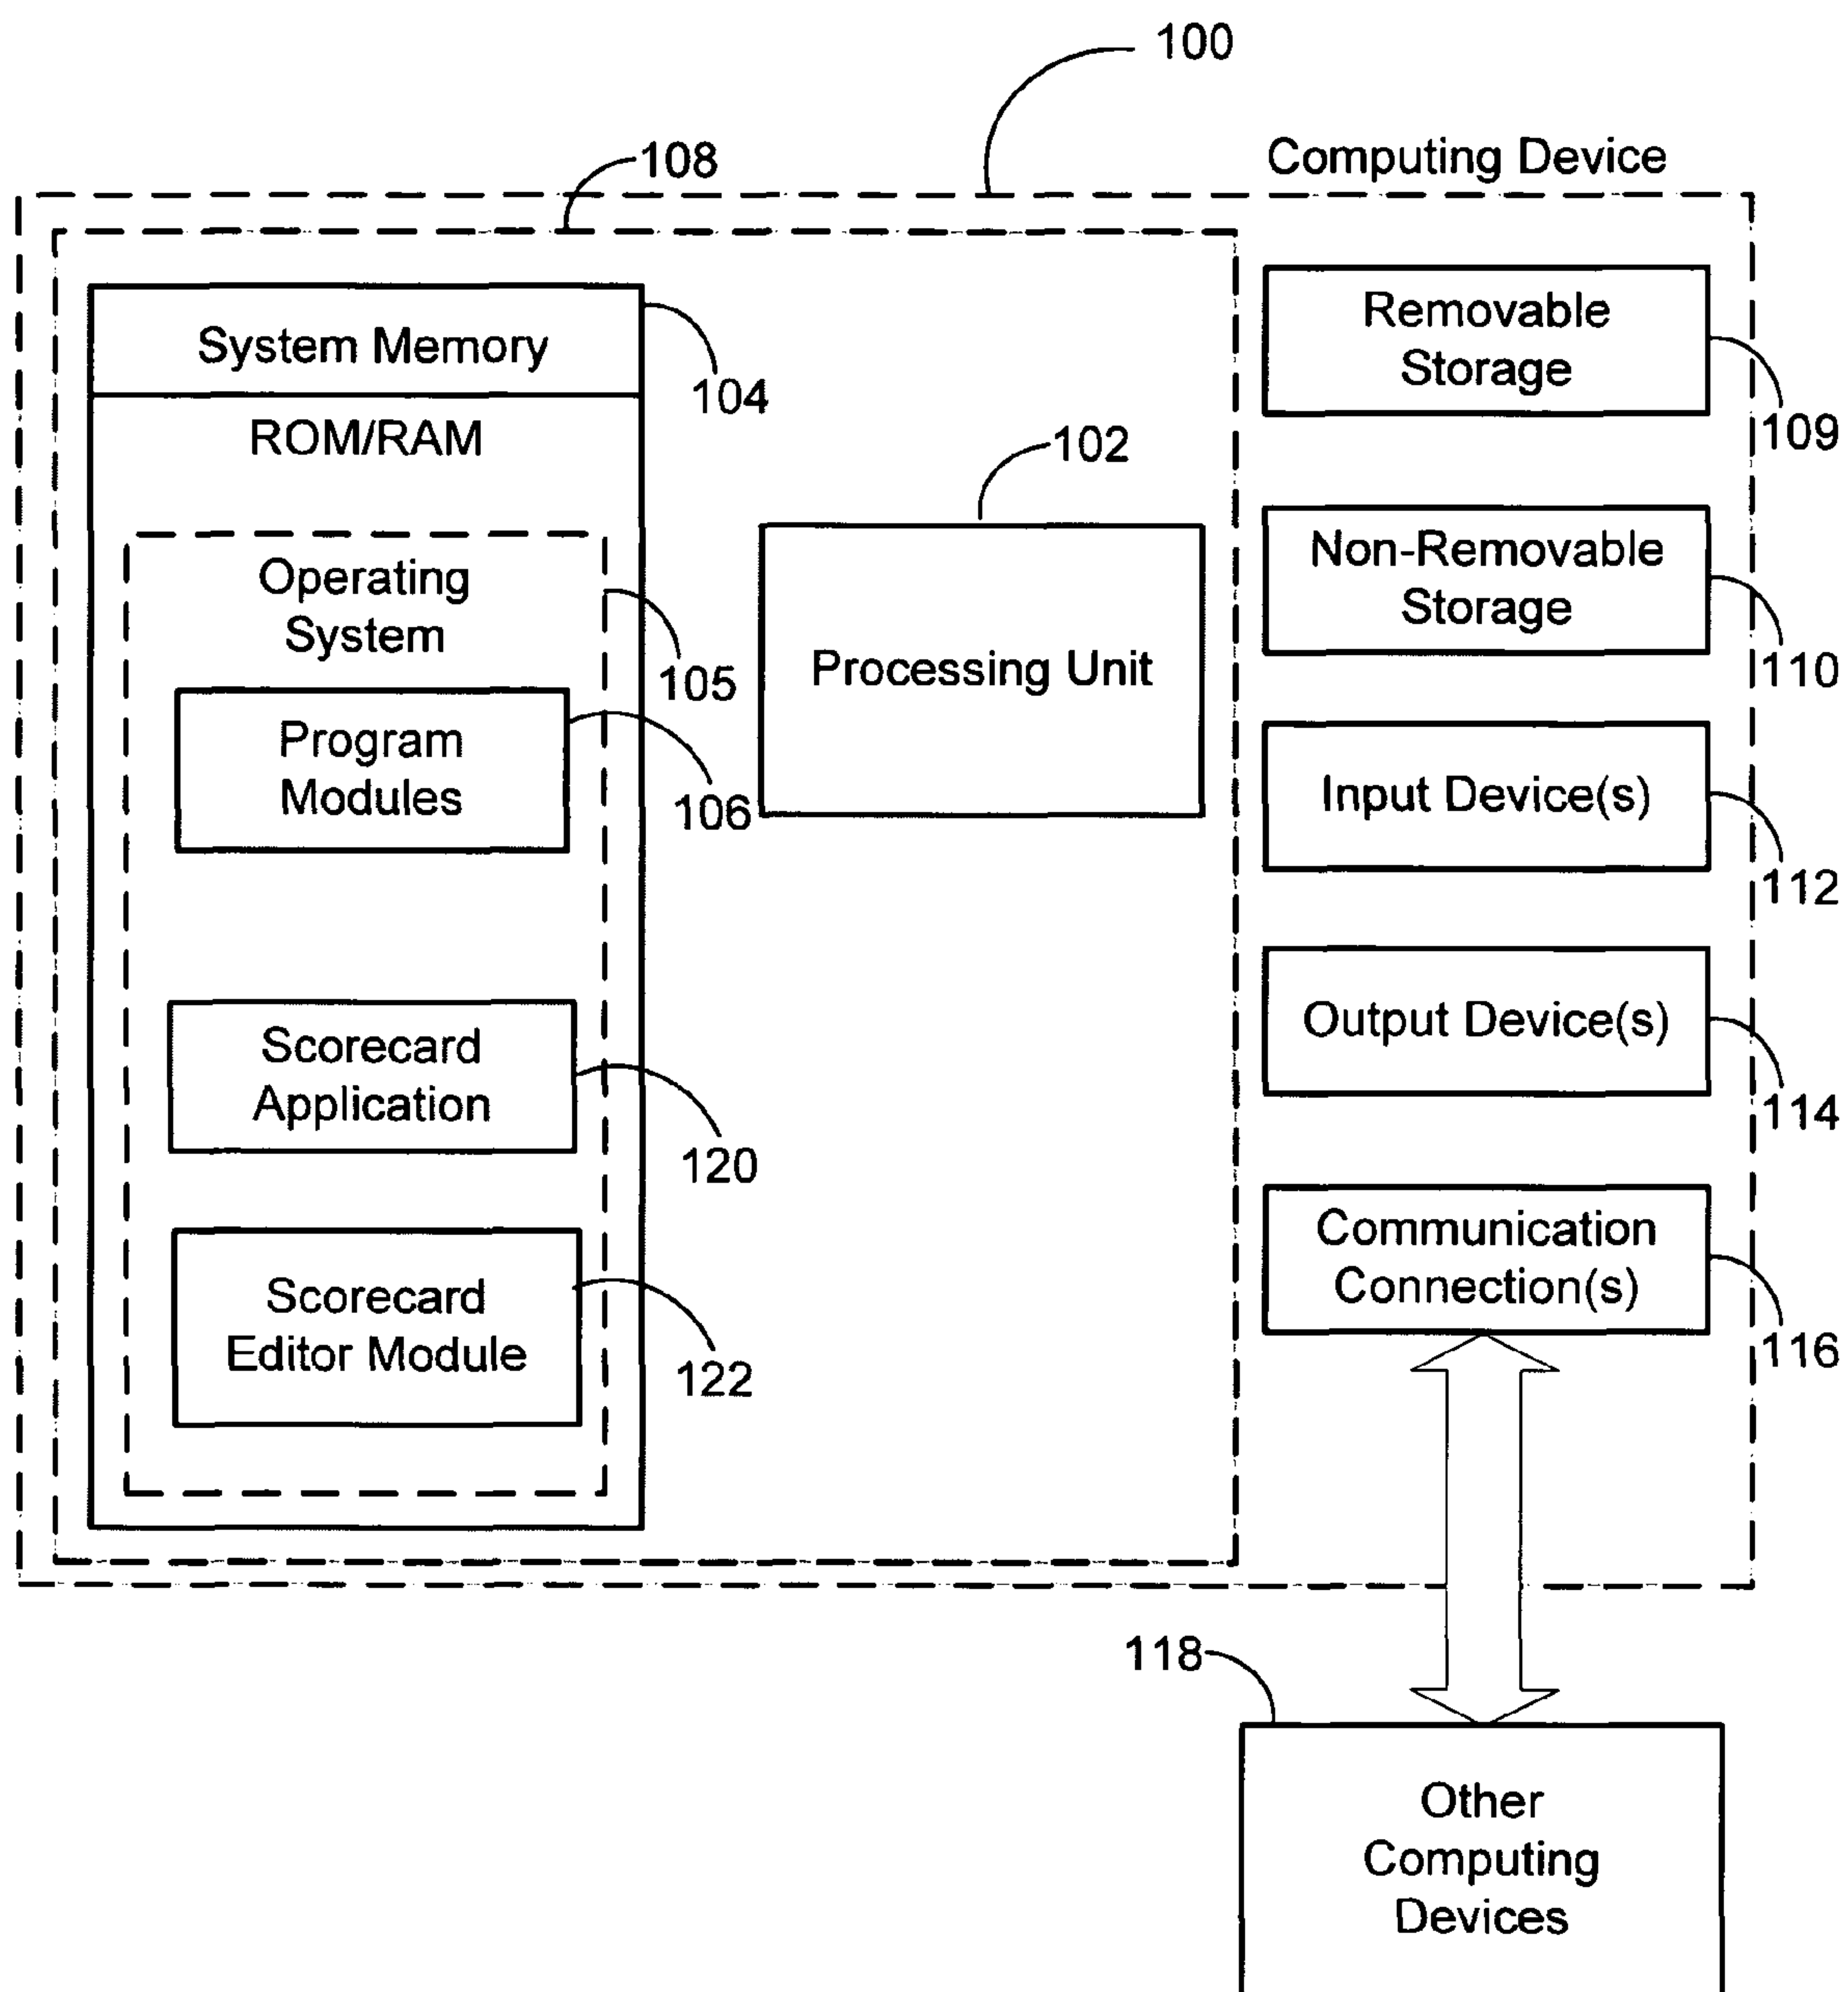 100
Computing Device
108
System Memory
104
ROM/RAM
Operating
System
105
Program
Modules
106
Scorecard
Application
120
Scorecard
Editor Module
122
102
Processing Unit
Removable
Storage
109
Non-Removable
Storage
110
Input Device(s)
112
Output Device(s)
114
Communication
Connection(s)
116
118
Other
Computing
Devices